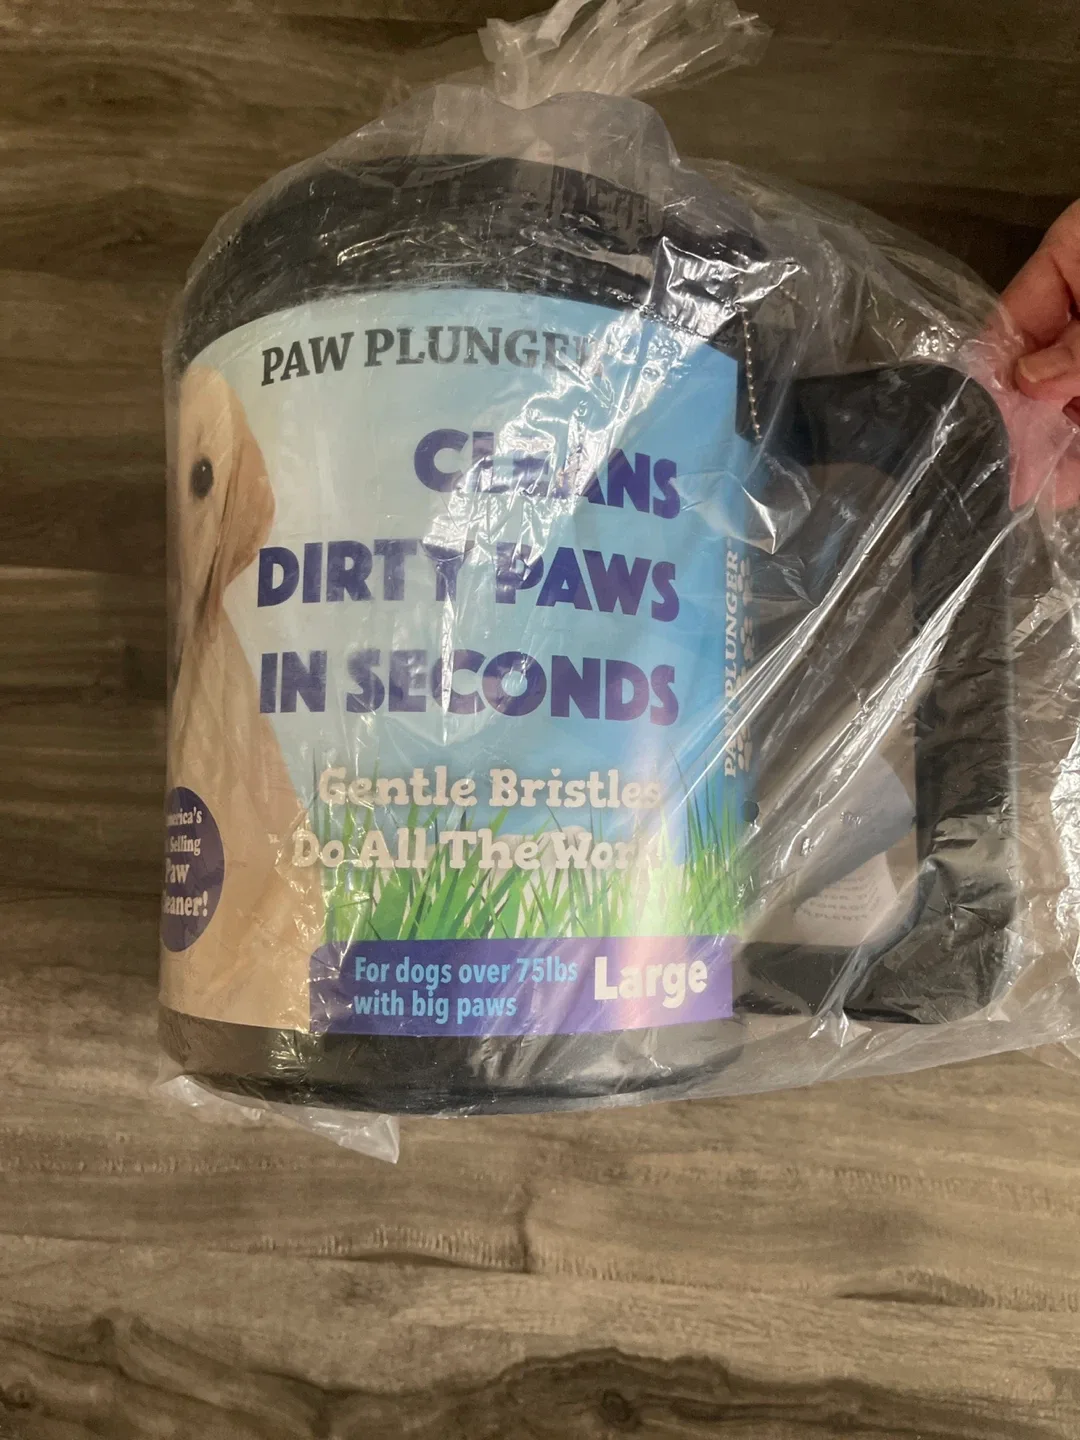 PAW PLUNGER
CLEANS
DIRTY PAWS
IN SECONDS
Gentle Bristles
Do All The Work
Selling
Paw
For dogs over 75lbs
with big paws
Large
PAW PLUNGER